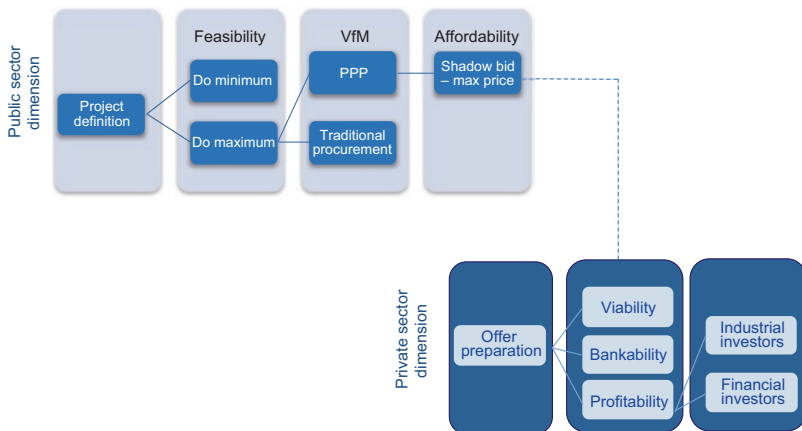 Public sector
dimension
Feasibility
VfM
Affordability
Project
definition
Do minimum
Do maximum
PPP
Traditional
procurement
Shadow bid
– max price
Private sector
dimension
Offer
preparation
Viability
Bankability
Profitability
Industrial
investors
Financial
investors